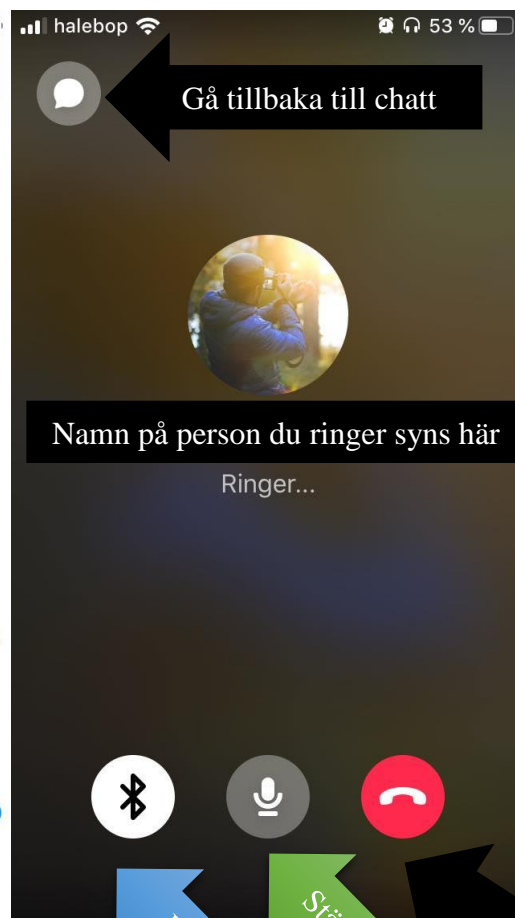 halebop 53 %
Gå tillbaka till chatt
Namn på person du ringer syns här
Ringer...